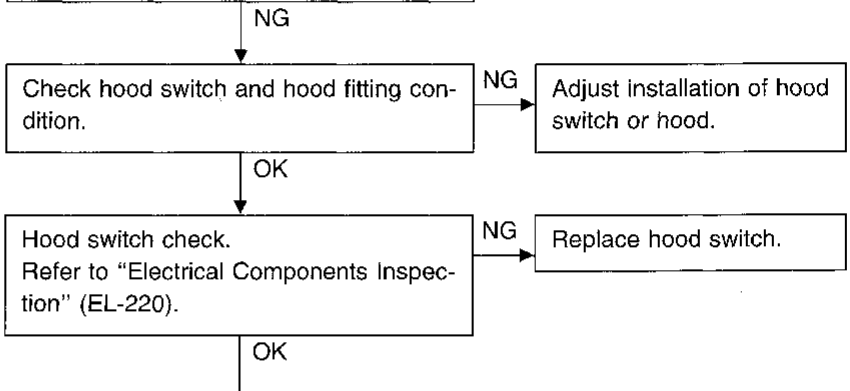 NG
Check hood switch and hood fitting con-
dition.
NG
Adjust installation of hood
switch or hood.
OK
Hood switch check.
Refer to “Electrical Components Inspec-
tion” (EL-220).
NG
Replace hood switch.
OK